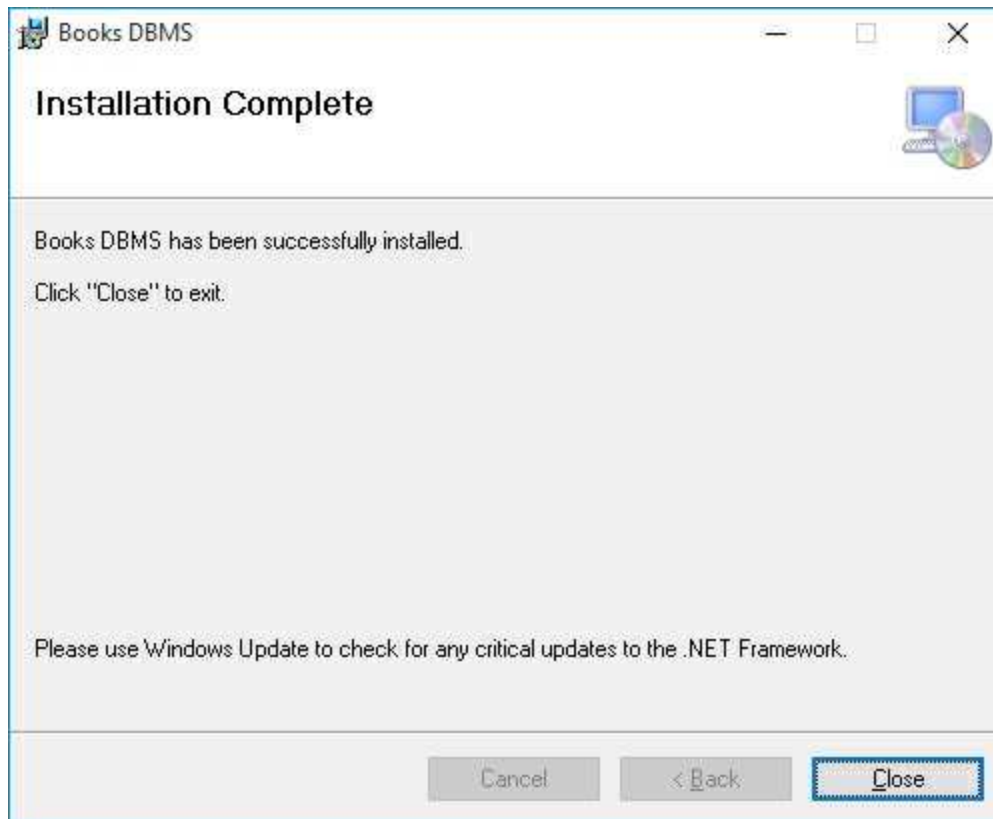 Books DBMS
Installation Complete
Books DBMS has been successfully installed.
Click "Close" to exit.
Please use Windows Update to check for any critical updates to the .NET Framework.
Cancel
< Back
Close